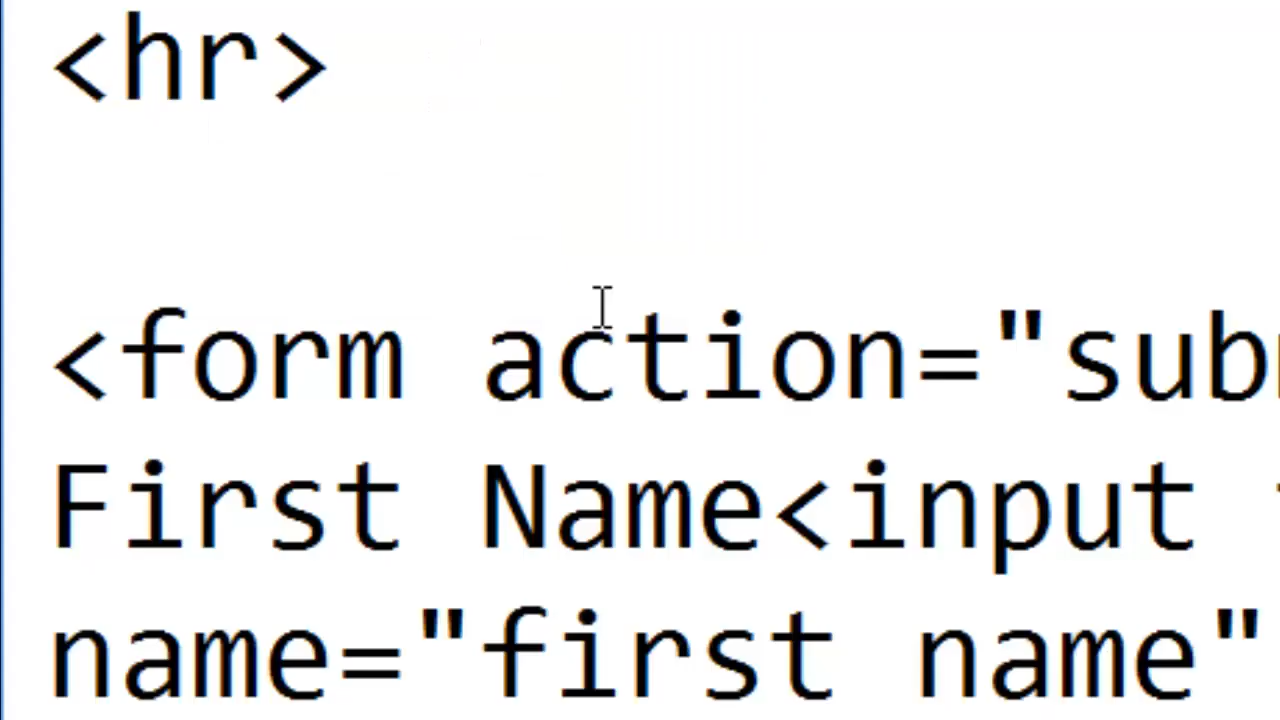 <hr>
<form action="sub
First Name<input
name="first name"